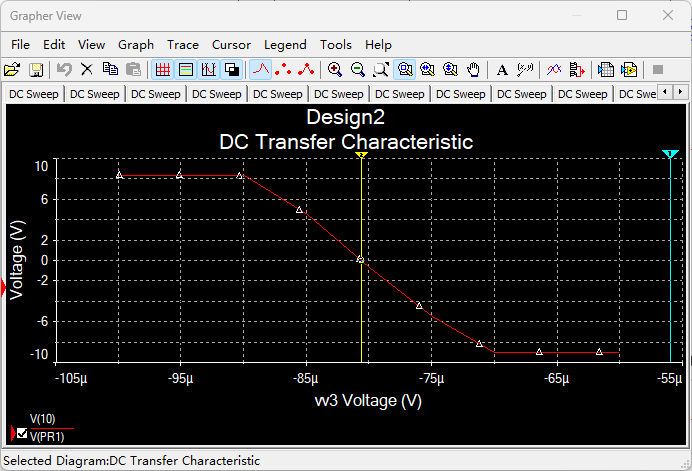 Grapher View
File Edit View Graph Trace Cursor Legend Tools Help
A
DC Sweep DC Sweep DC Sweep DC Sweep DC Sweep DC Sweep DC Sweep DC Sweep DC Sweep DC Sweep DC Swe
Design2
DC Transfer Characteristic
2
1
10
6
2
0
-2
-6
-10
Voltage (V)
-105μ -95μ -85μ -75μ -65μ -55μ
vv3 Voltage (V)
V(10)
V(PR1)
Selected Diagram:DC Transfer Characteristic